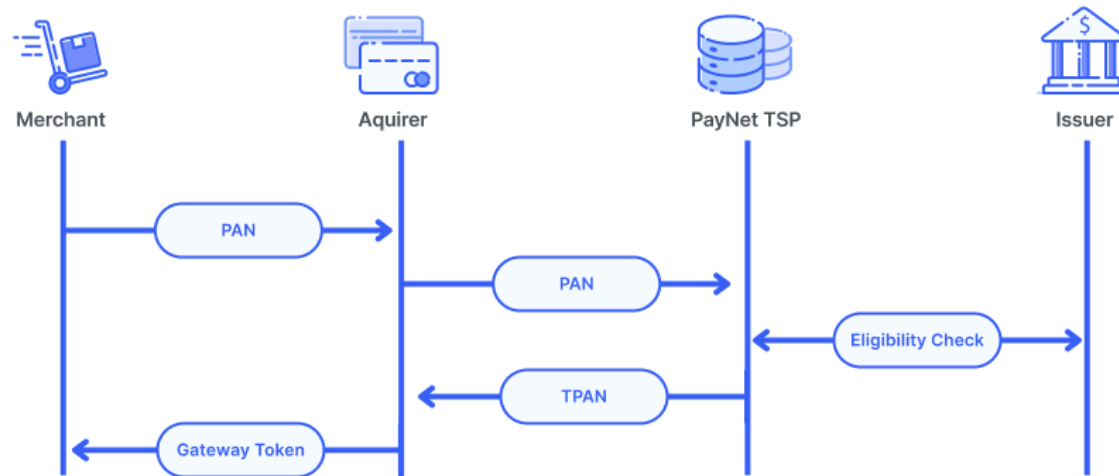 Merchant
Aquirer
PayNet TSP
Issuer
PAN
PAN
Eligibility Check
TPAN
Gateway Token
$